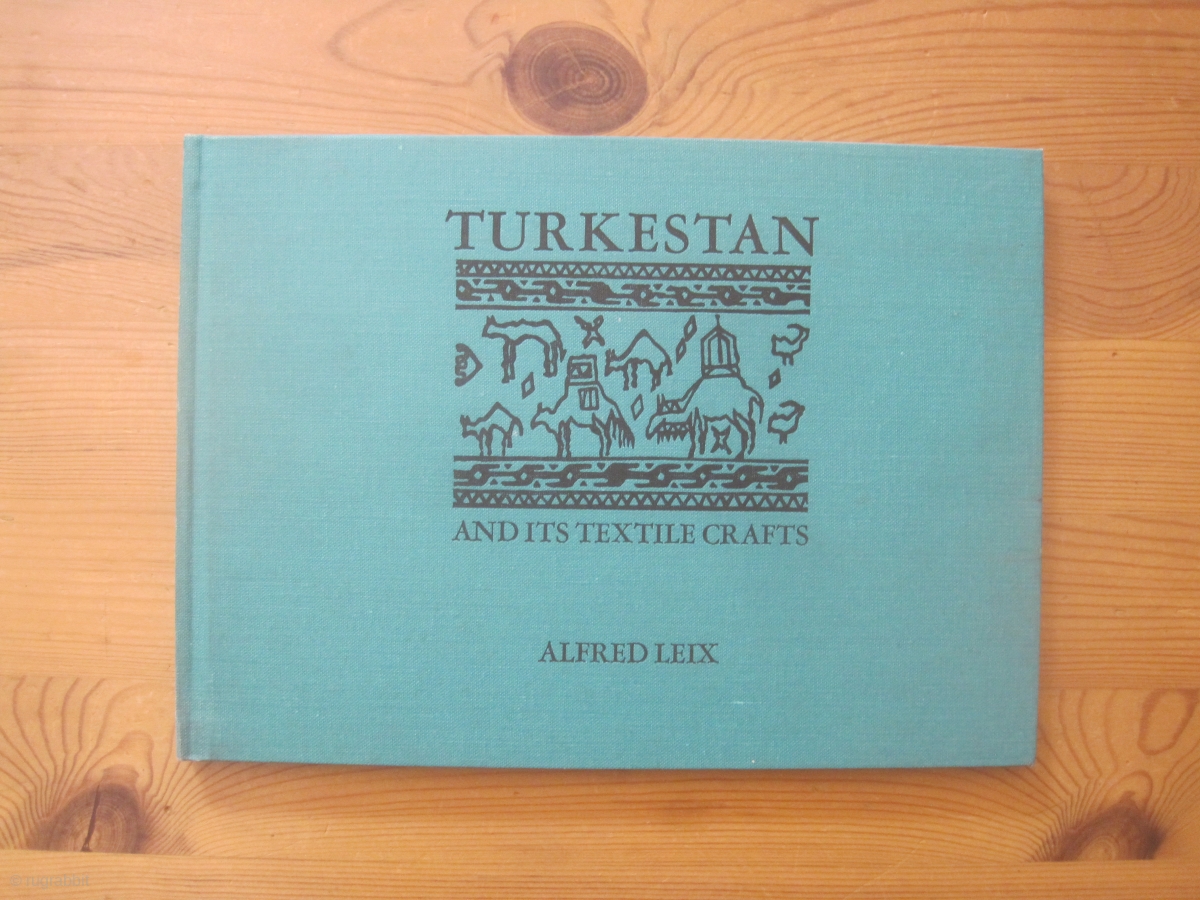 TURKESTAN
AND ITS TEXTILE CRAFTS
ALFRED LEIX